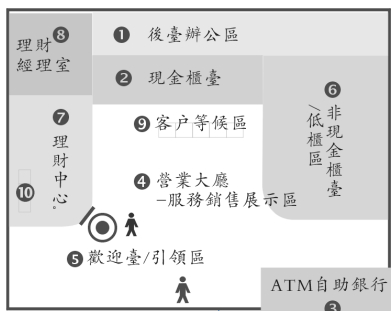 理財❽
經理室
❶ 後臺辦公區
❷ 現金櫃臺
❻
非現金櫃臺
/低櫃區
❾客户等候區
❼
理財中心。
❿
❹ 營業大廳
–服務銷售展示區
❺歡迎臺/引領區
ATM自助銀行
❸